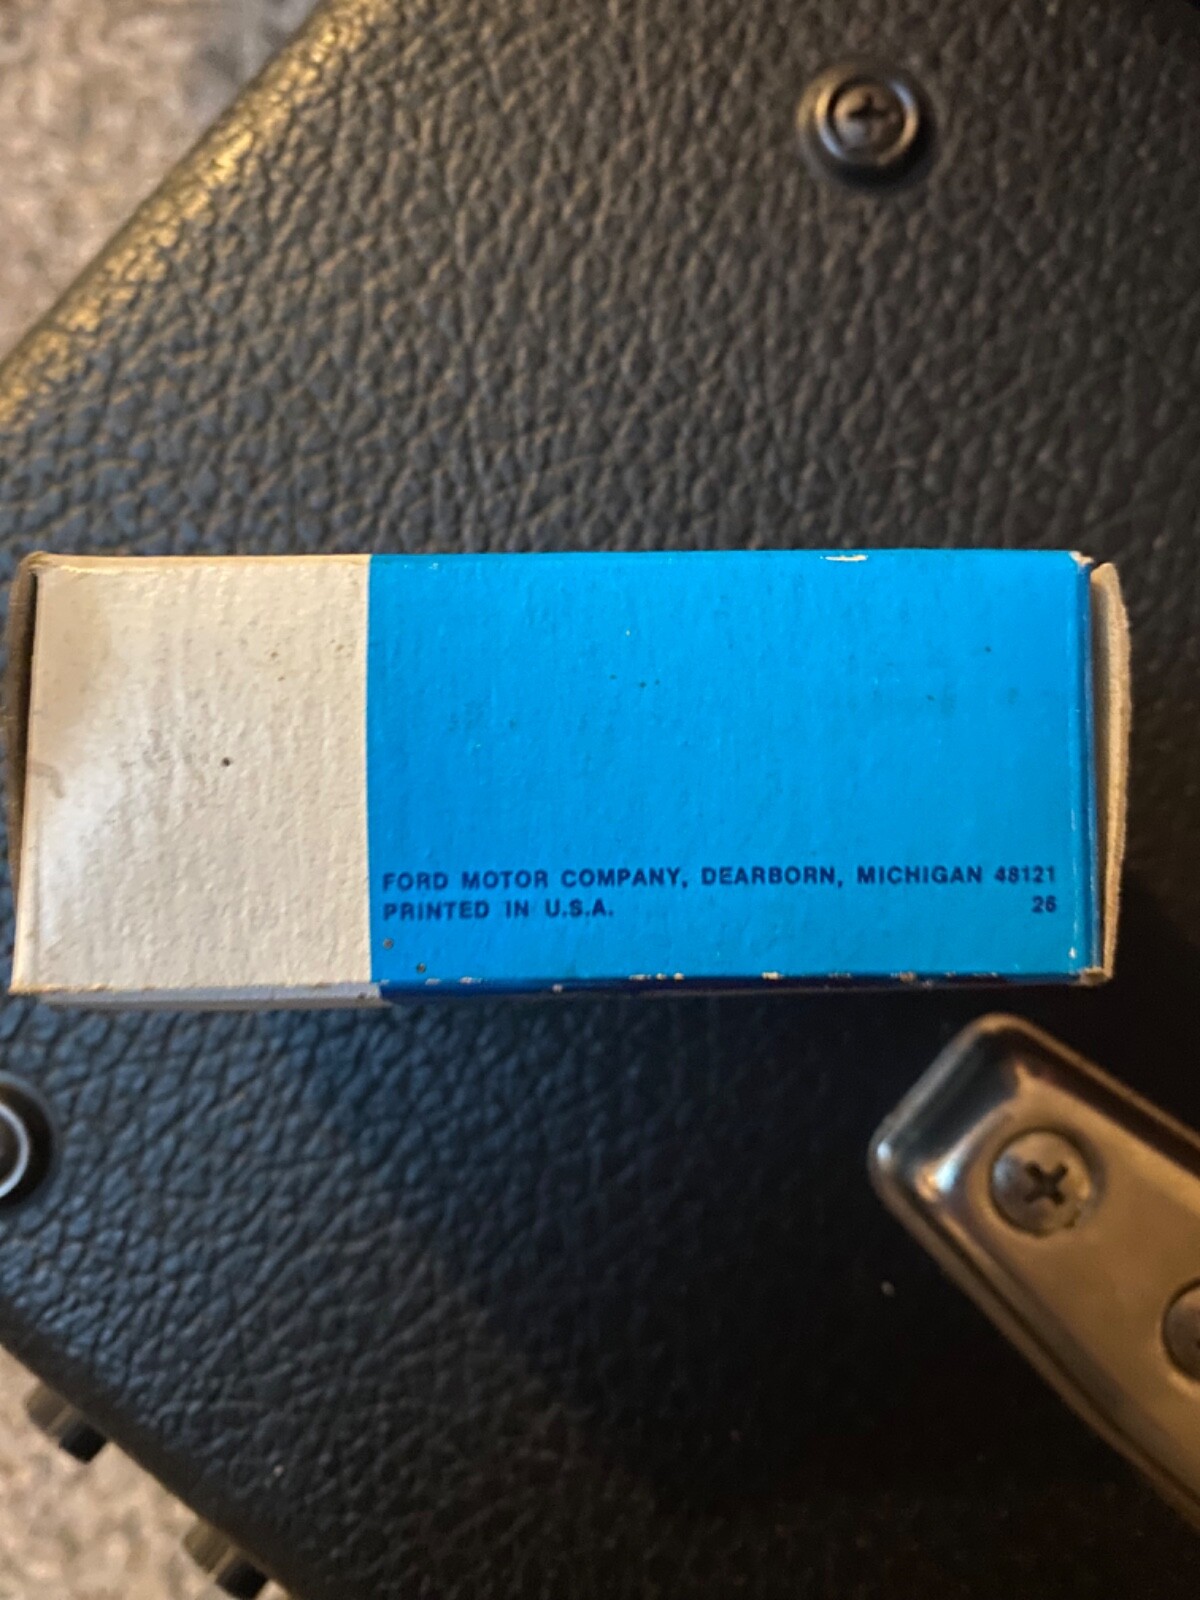 FORD MOTOR COMPANY, DEARBORN, MICHIGAN 48121
PRINTED IN U.S.A. 26